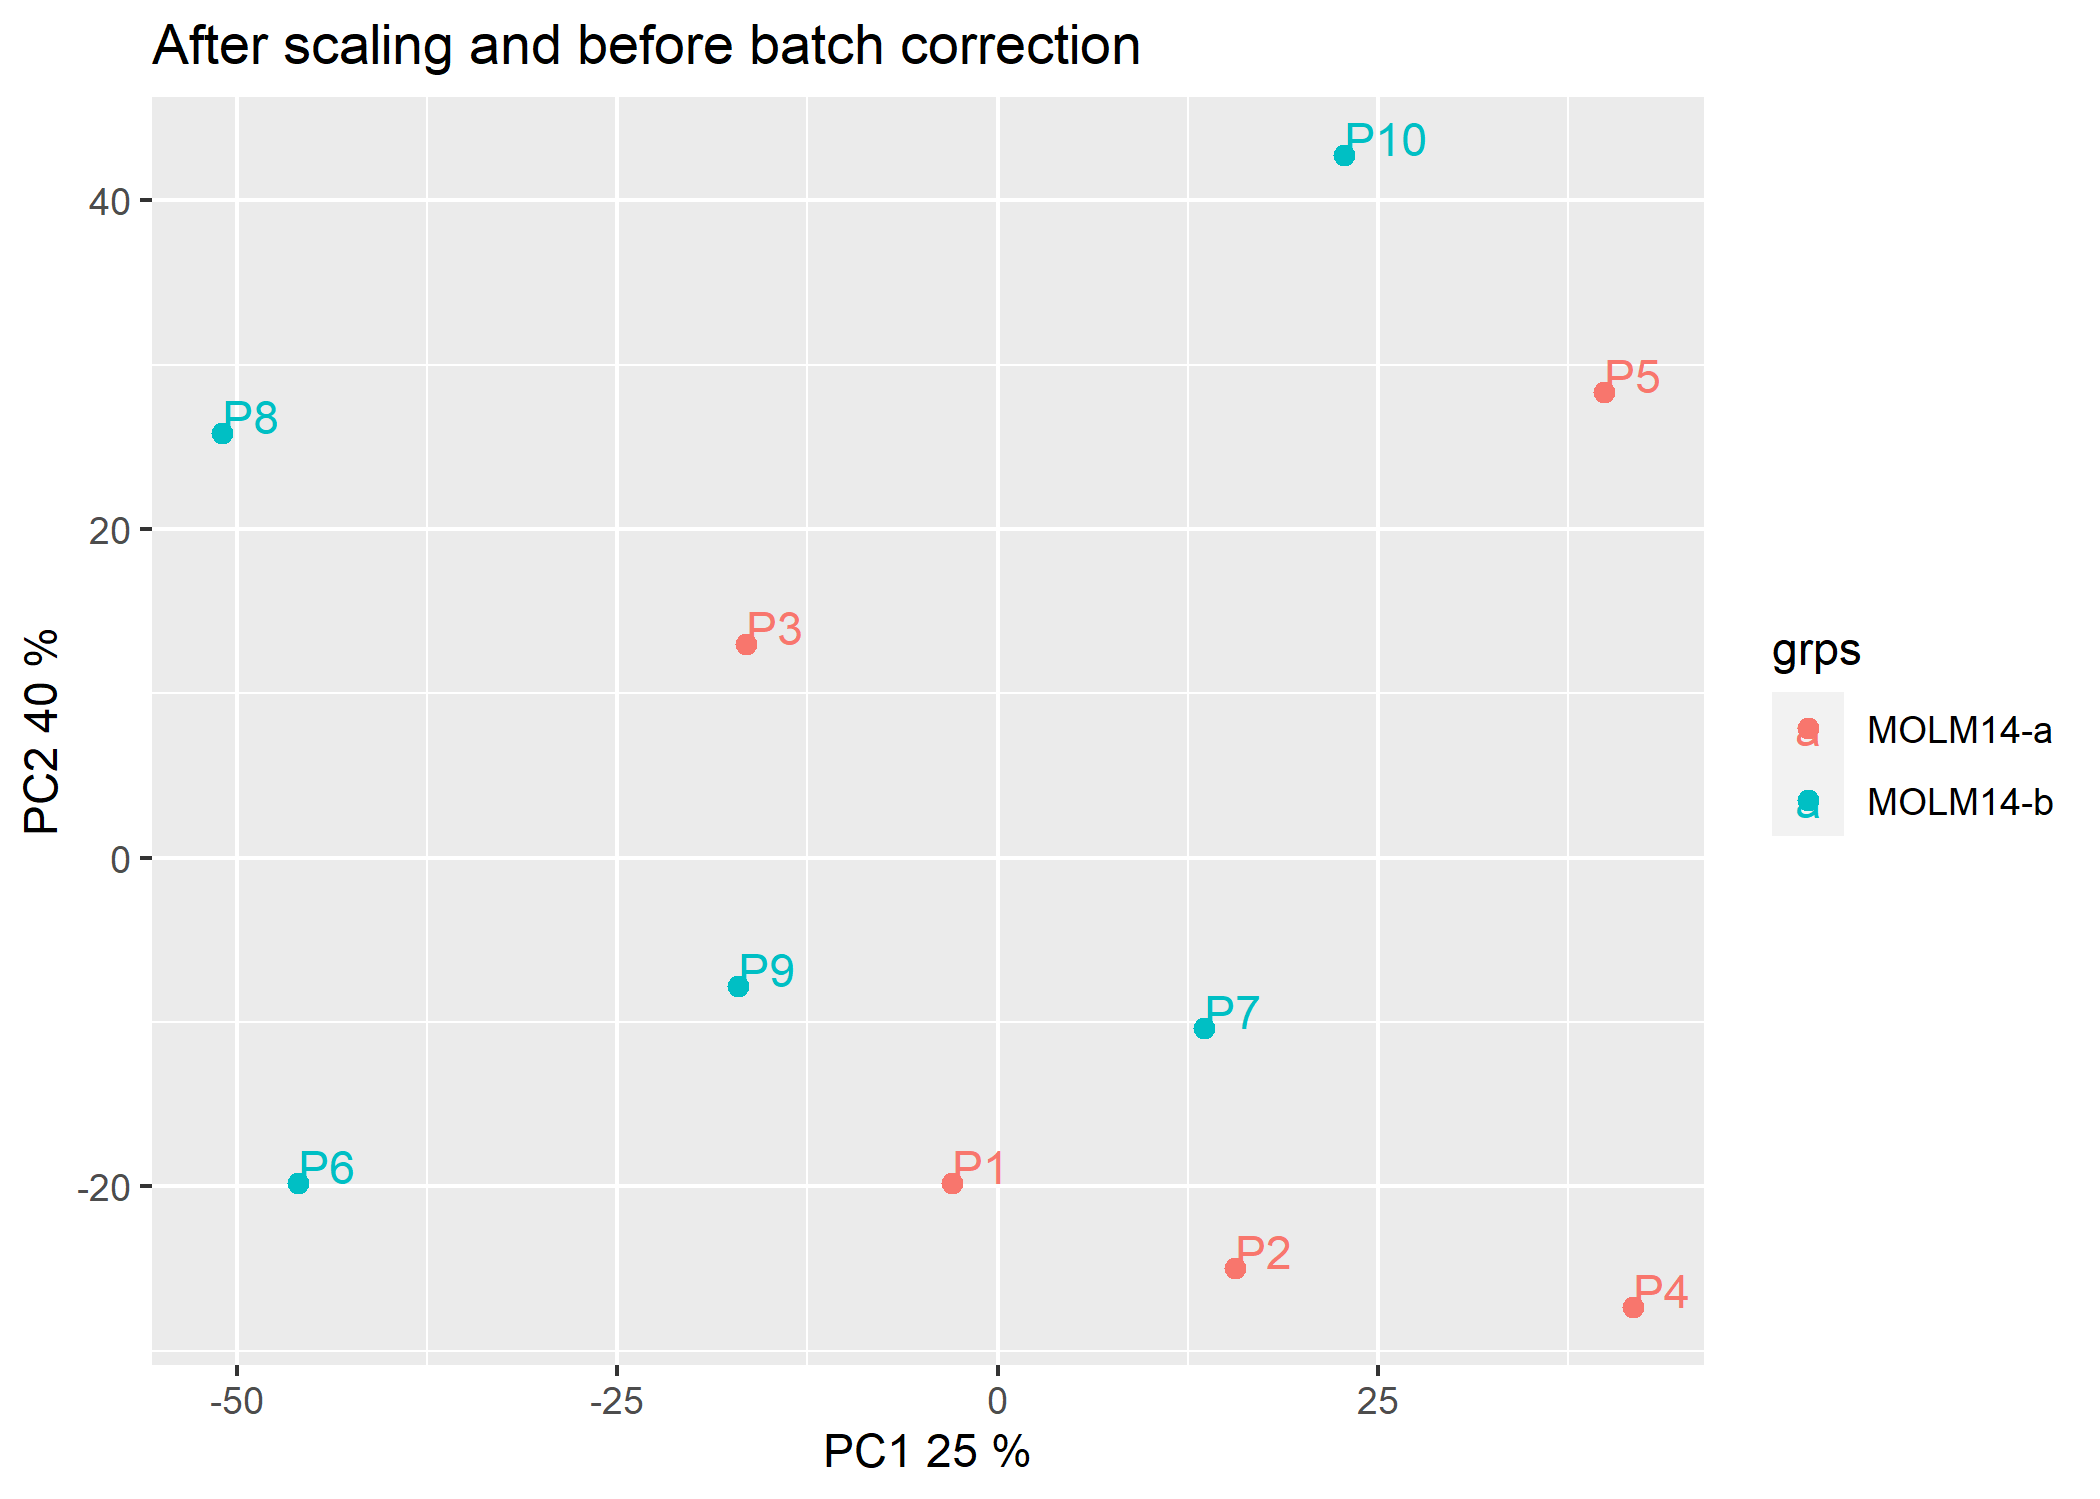 After scaling and before batch correction
P10
40
P5
P8
20
P3
grps
a MOLM14-a
a MOLM14-b
PC2 40 %
0
P9
P7
P6
P1
-20
P2
P4
-50 -25 0 25
PC1 25 %